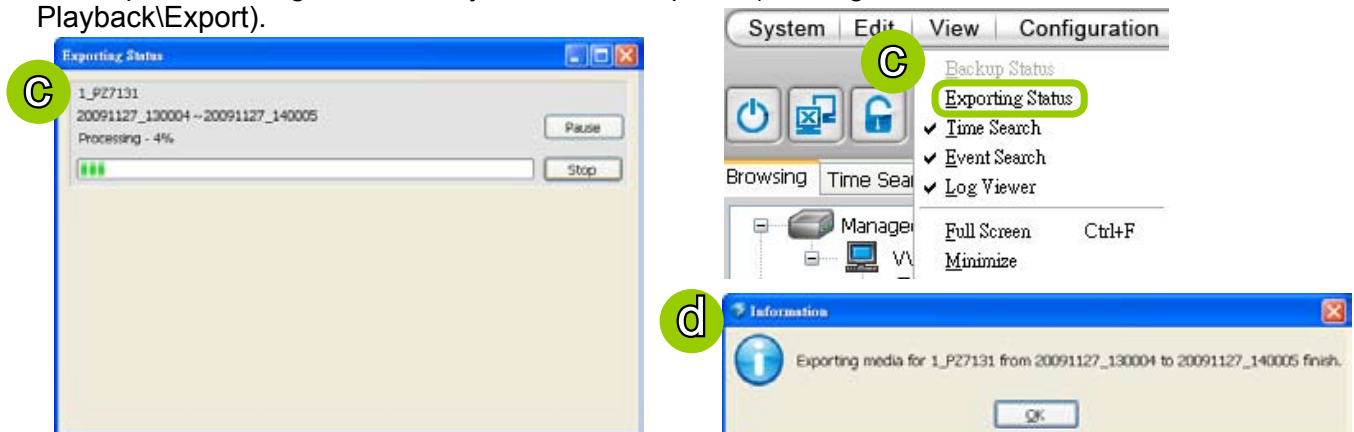 Playback\Export).
Exporting Status
C
1_PZ7131
20091127_130004 ~ 20091127_140005
Pause
Processing - 4%
Stop
System Edit View Configuration
C
Backup Status
Exporting Status
Time Search
Event Search
Log Viewer
Full Screen Ctrl+F
Minimize
Browsing Time Sear
Manage
d
Information
Exporting media for 1_PZ7131 from 20091127_130004 to 20091127_140005 finish.
OK